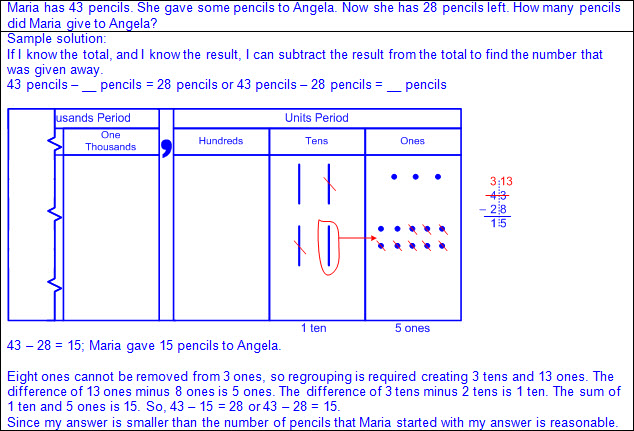 Maria has 43 pencils. She gave some pencils to Angela. Now she has 28 pencils left. How many pencils
did Maria give to Angela?
Sample solution:
If I know the total, and I know the result, I can subtract the result from the total to find the number that
was given away.
43 pencils – __ pencils = 28 pencils or 43 pencils – 28 pencils = __ pencils
usands Period
,
Units Period
One
Thousands
Hundreds
Tens
Ones
3 13
4 3
– 2 8
1 5
1 ten
5 ones
43 – 28 = 15; Maria gave 15 pencils to Angela.
Eight ones cannot be removed from 3 ones, so regrouping is required creating 3 tens and 13 ones. The
difference of 13 ones minus 8 ones is 5 ones. The difference of 3 tens minus 2 tens is 1 ten. The sum of
1 ten and 5 ones is 15. So, 43 – 15 = 28 or 43 – 28 = 15.
Since my answer is smaller than the number of pencils that Maria started with my answer is reasonable.